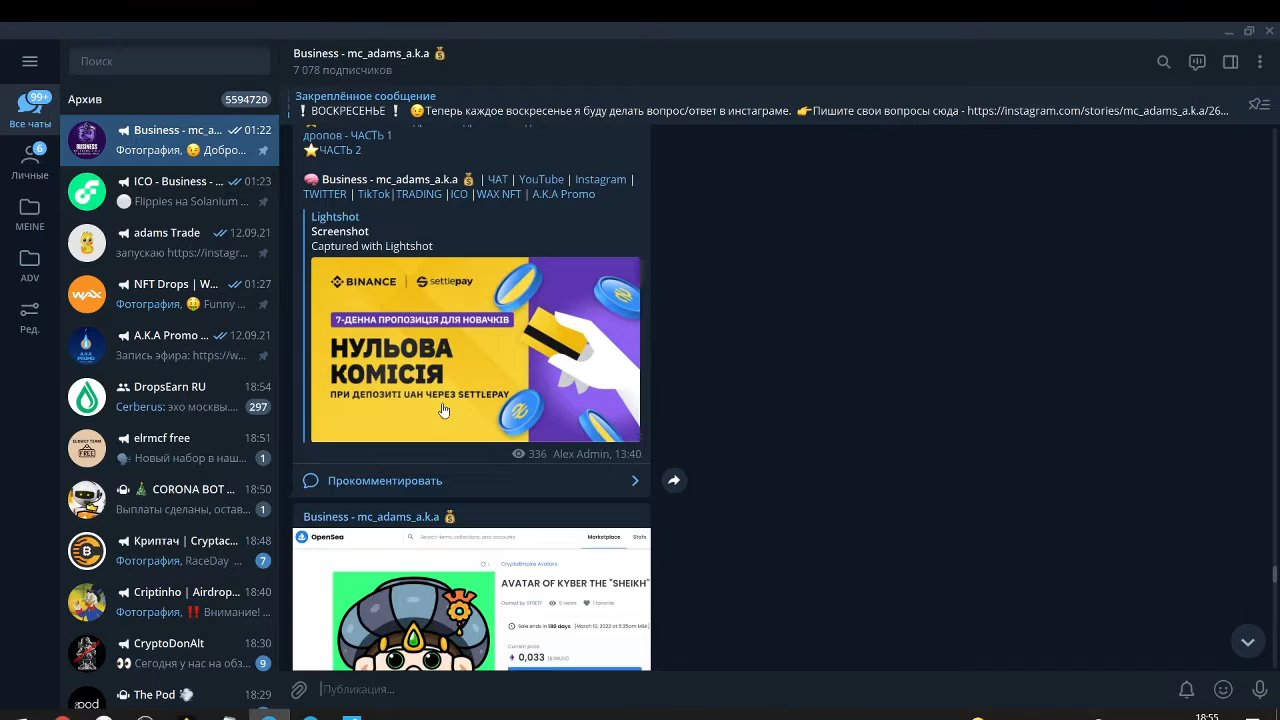 Поиск
Архив
5594720
99+
Все чаты
6
Личные
MEINE
ADV
Ред.
Business - mc_a... 01:22
Фотография, 😉 Добро...
ICO - Business - ... 01:23
Flippies на Solanium ...
adams Trade 12.09.21
запускаю https://instagr...
NFT Drops | W... 01:27
Фотография, 😛 Funny ...
A.K.A Promo ... 12.09.21
Запись эфира: https://w...
DropsEarn RU 18:54
Cerberus: эхо москвы. 297
elrmcf free 18:51
Новый набор в наш... 1
CORONA BOT ... 18:50
Выплаты сделаны, остав... 1
Криптач | Cryptac... 18:48
Фотография, RaceDay ... 7
Criptotik | Airdrop... 18:40
Фотография, ‼ Внимание! ...
Crypto Alt 18:30
👀 Сегодня у нас на обз... 9
The Pod 💨 18:29
Business - mc_adams_a.k.a 💰
7 078 подписчиков
Закреплённое сообщение
❗ВОСКРЕСЕНЬЕ❗ 😉Теперь каждое воскресенье я буду делать вопрос/ответ в инстаграме. 👉Пишите свои вопросы сюда - https://instagram.com/stories/mc_adams_a.k.a/26...
дропов - ЧАСТЬ 1
⭐ЧАСТЬ 2
🧠 Business - mc_adams_a.k.a 💰 | ЧАТ | YouTube | Instagram |
TWITTER | TikTok|TRADING |ICO |WAX NFT | A.K.A Promo
Lightshot
Screenshot
Captured with Lightshot
BINANCE | settlepay
7-ДЕННА ПРОПОЗИЦІЯ ДЛЯ НОВАЧКІВ
НУЛЬОВА
КОМІСІЯ
ПРИ ДЕПОЗИТІ UAH ЧЕРЕЗ SETTLEPAY
336 Alex Admin, 13:40
Прокомментировать
Business - mc_adams_a.k.a 💰
OpenSea
Search items, collections, and accounts
Marketplace
Stats
CryptoEmpire Avatars
AVATAR OF KYBER THE "SHEIKH"
Owned by 5 views 1 favorite
Sale ends in 180 days (March 10, 2022 at 5:35am MSK)
Current price
0,033
Публикация...
18:55